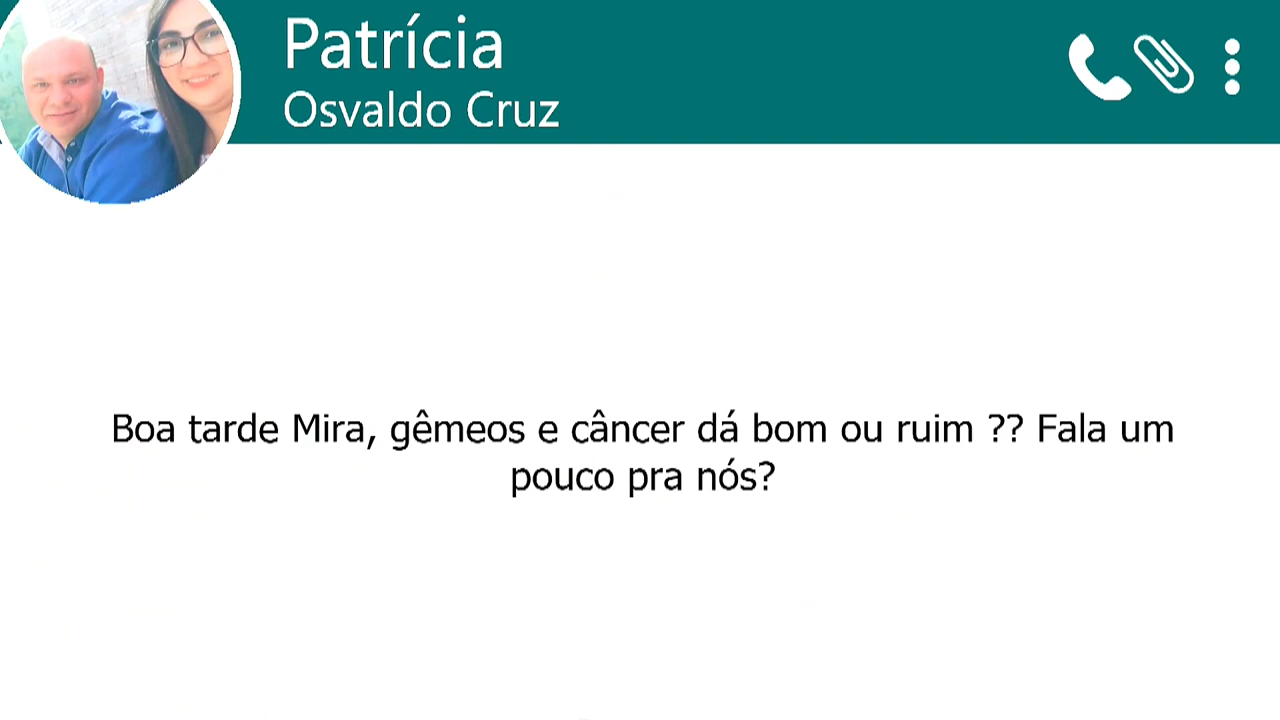 Patrícia
Osvaldo Cruz
Boa tarde Mira, gêmeos e câncer dá bom ou ruim ?? Fala um
pouco pra nós?